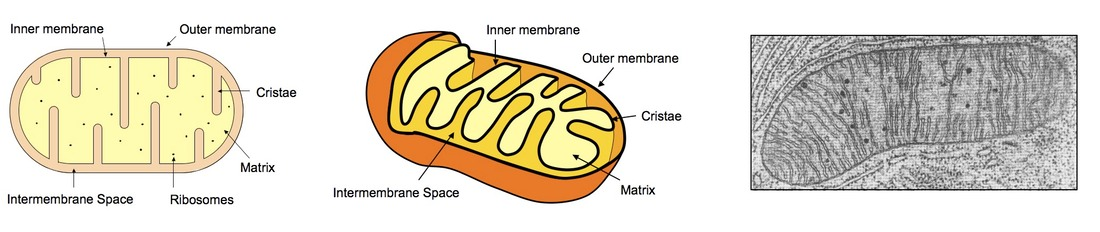 Inner membrane
Outer membrane
Cristae
Matrix
Intermembrane Space
Ribosomes
Inner membrane
Outer membrane
Cristae
Intermembrane Space
Matrix